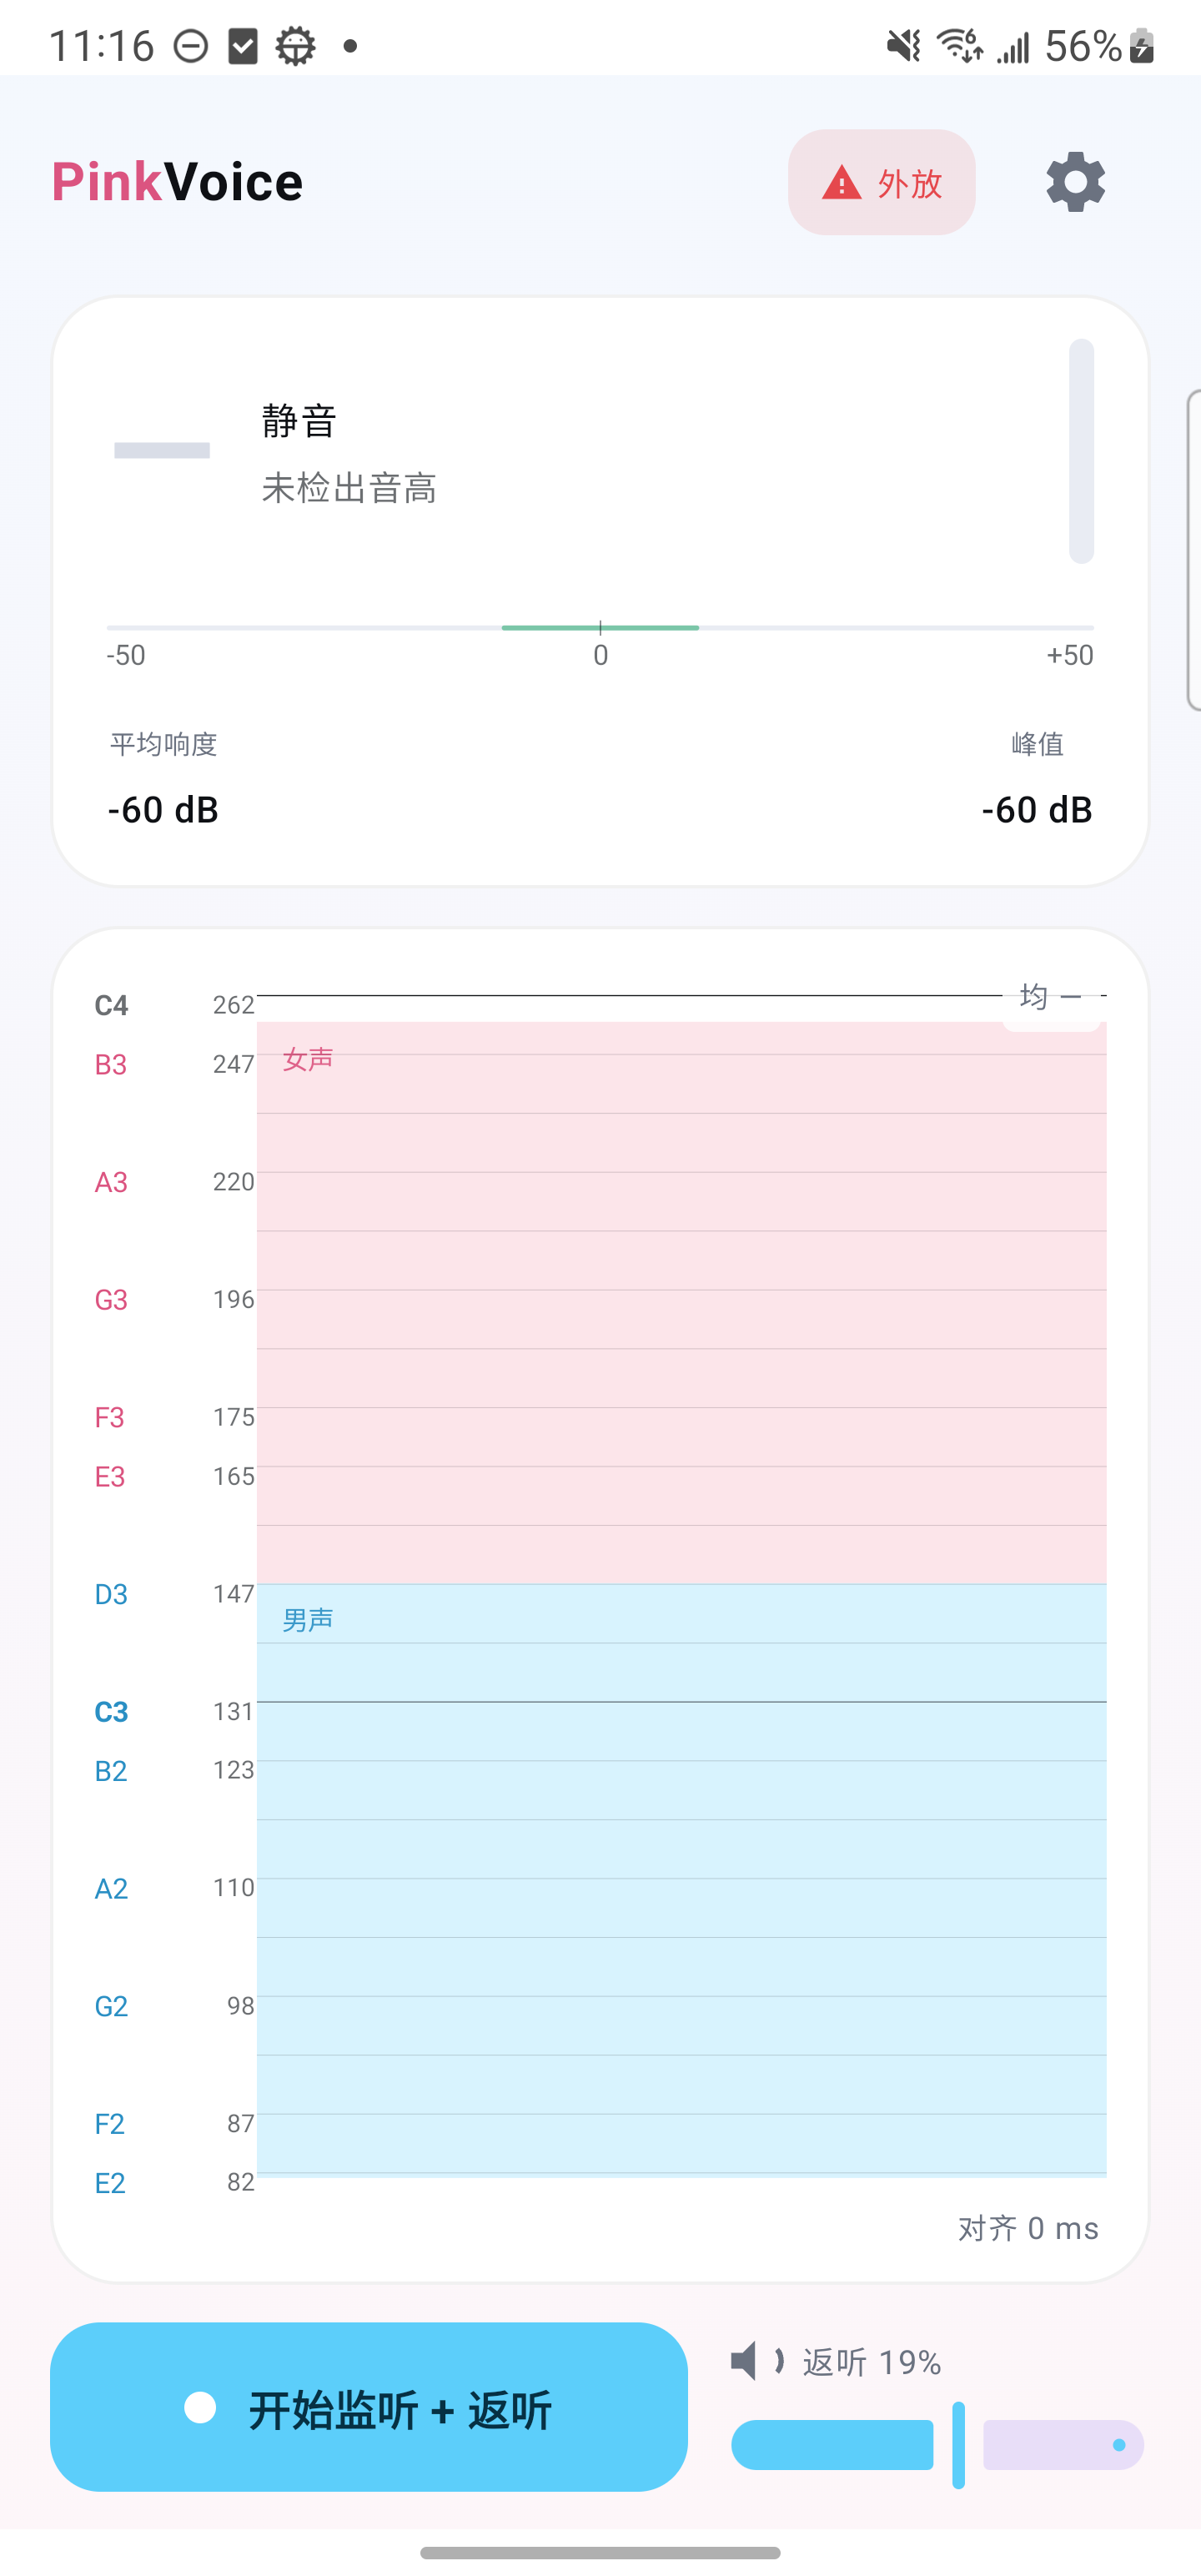 11:16
56%
PinkVoice
外放
静音
未检出音高
-50 0 +50
平均响度 峰值
-60 dB -60 dB
均 —
C4 262
B3 247
女声
A3 220
G3 196
F3 175
E3 165
D3 147
男声
C3 131
B2 123
A2 110
G2 98
F2 87
E2 82
对齐 0 ms
开始监听 + 返听
返听 19%